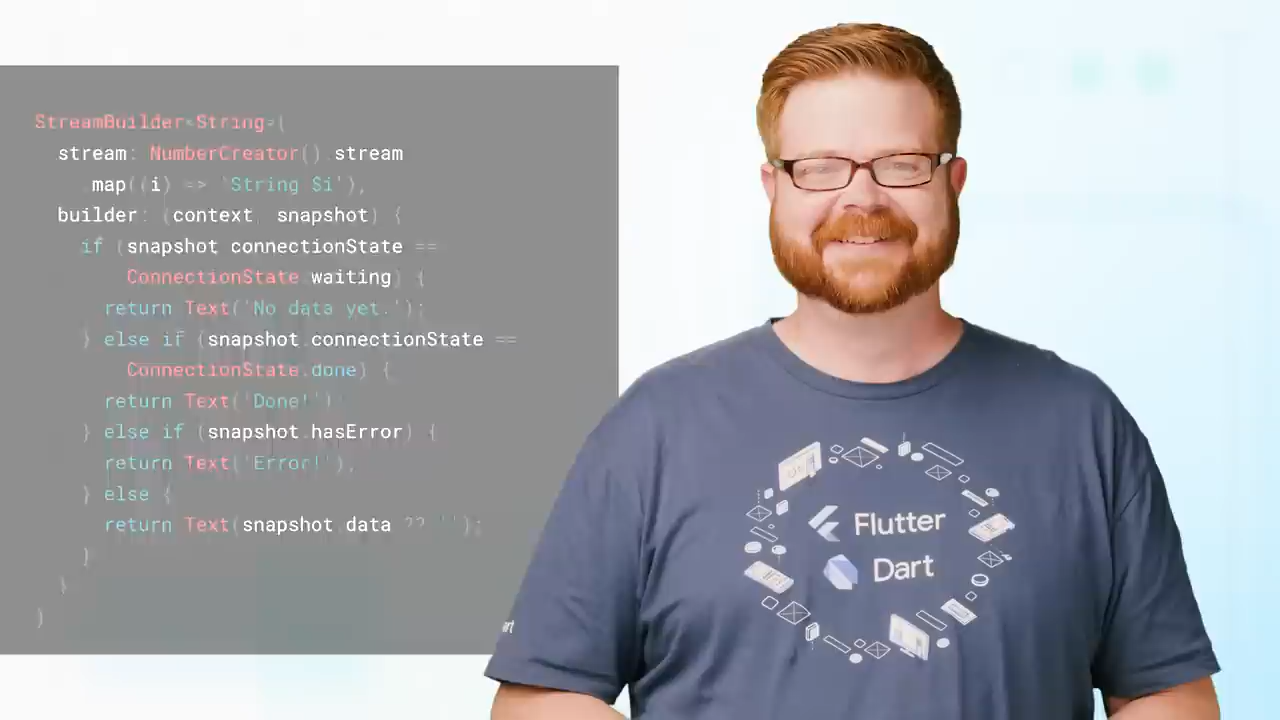 StreamBuilder<String>(
stream: NumberCreator().stream
.map((i) => 'String $i'),
builder: (context, snapshot) {
if (snapshot.connectionState ==
ConnectionState.waiting) {
return Text('No data yet.');
} else if (snapshot.connectionState ==
ConnectionState.done) {
return Text('Done!');
} else if (snapshot.hasError) {
return Text('Error!');
} else {
return Text(snapshot.data ?? '');
}
}
)
Flutter
Dart